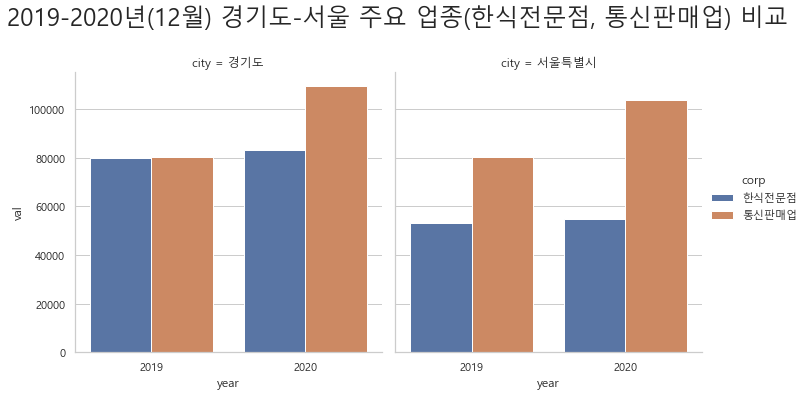 2019-2020년(12월) 경기도-서울 주요 업종(한식전문점, 통신판매업) 비교
city = 경기도
city = 서울특별시
100000
80000
60000
40000
20000
0
val
2019
2020
year
2019
2020
year
corp
한식전문점
통신판매업